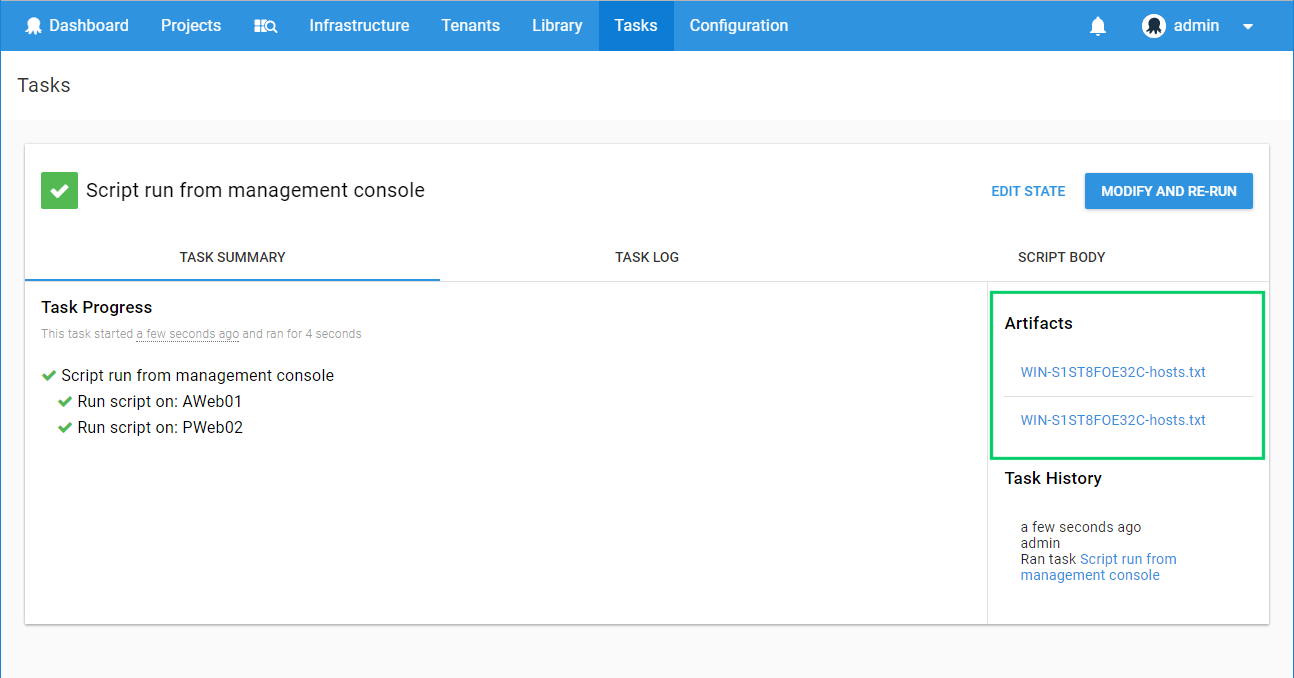 Dashboard Projects Infrastructure Tenants Library Tasks Configuration admin
Tasks
Script run from management console
EDIT STATE MODIFY AND RE-RUN
TASK SUMMARY TASK LOG SCRIPT BODY
Task Progress
This task started a few seconds ago and ran for 4 seconds
Script run from management console
Run script on: AWeb01
Run script on: PWeb02
Artifacts
WIN-S1ST8FOE32C-hosts.txt
WIN-S1ST8FOE32C-hosts.txt
Task History
a few seconds ago
admin
Ran task Script run from
management console